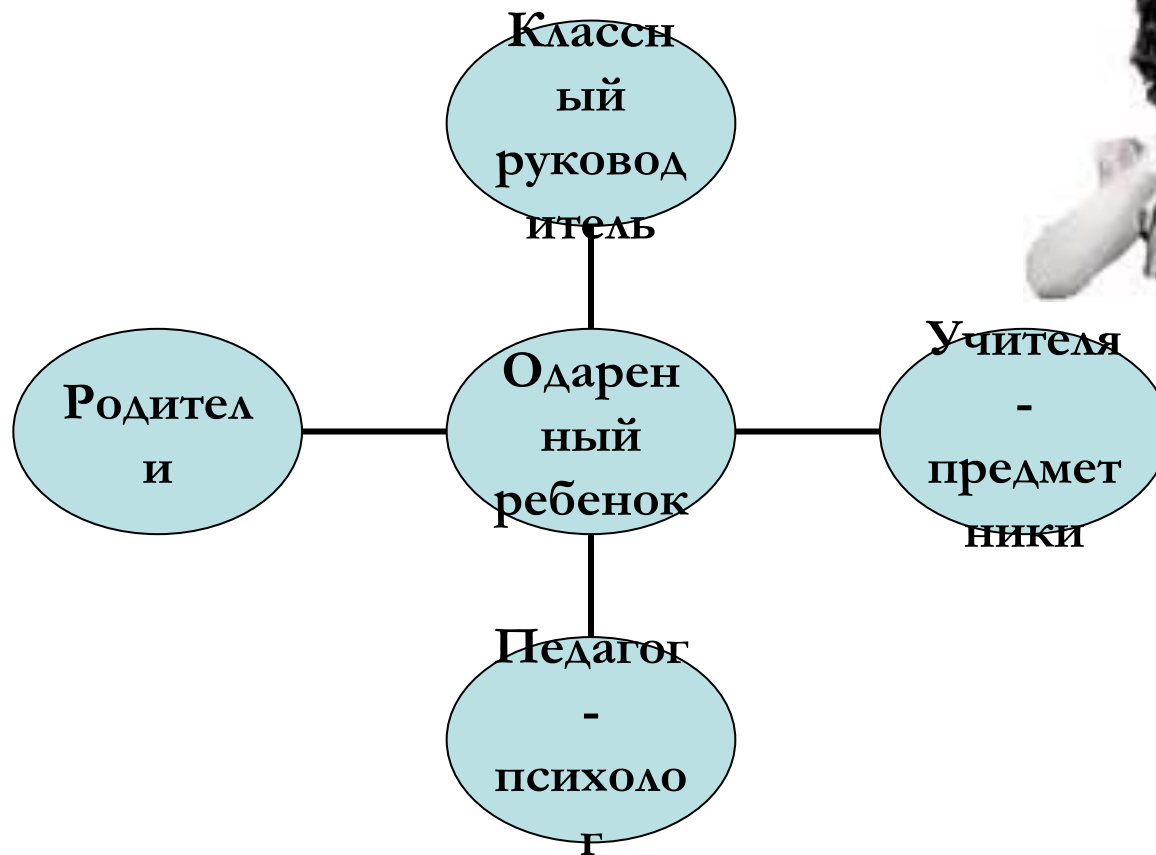 Классн
ый
руковод
итель
Родител
и
Одарен
ный
ребенок
Учителя
-
предмет
ники
Педагог
-
психоло
г